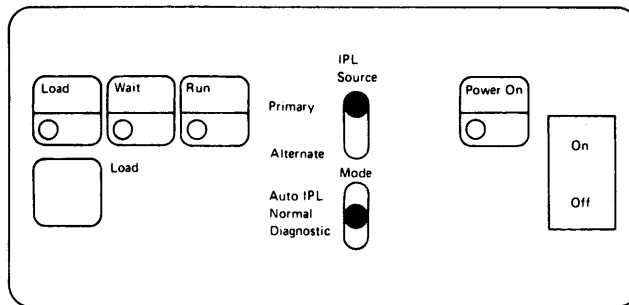 IPL
Source
Load
Wait
Run
Power On
Primary
Alternate
Load
Mode
Auto IPL
Normal
Diagnostic
On
Off